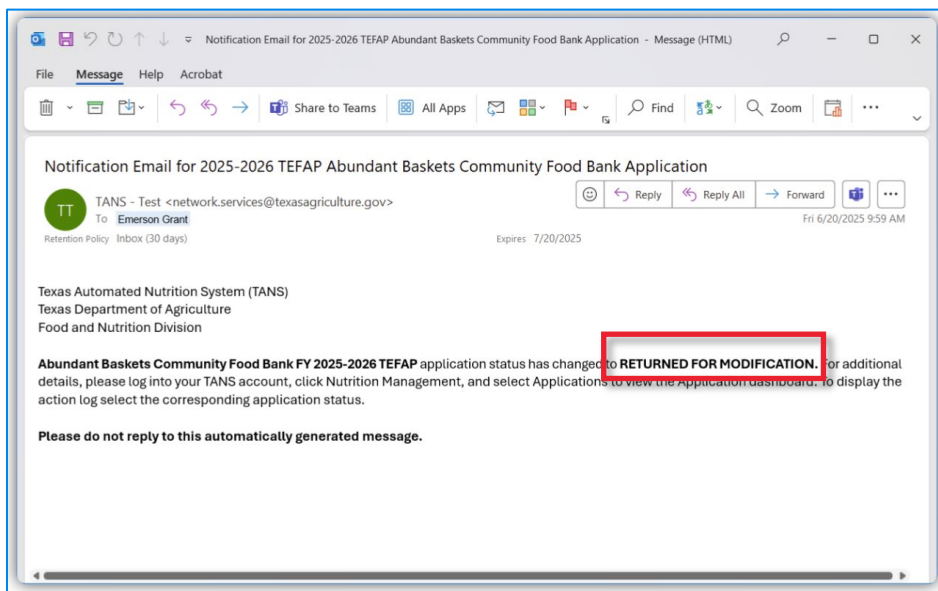 Notification Email for 2025-2026 TEFAP Abundant Baskets Community Food Bank Application - Message (HTML)
File Message Help Acrobat
Share to Teams All Apps Find Zoom
Notification Email for 2025-2026 TEFAP Abundant Baskets Community Food Bank Application
TT
TANS - Test <network.services@texasagriculture.gov>
To Emerson Grant
Reply Reply All Forward
Fri 6/20/2025 9:59 AM
Retention Policy Inbox (30 days) Expires 7/20/2025
Texas Automated Nutrition System (TANS)
Texas Department of Agriculture
Food and Nutrition Division
Abundant Baskets Community Food Bank FY 2025-2026 TEFAP application status has changed to RETURNED FOR MODIFICATION. For additional
details, please log into your TANS account, click Nutrition Management, and select Applications to view the Application dashboard. To display the
action log select the corresponding application status.
Please do not reply to this automatically generated message.